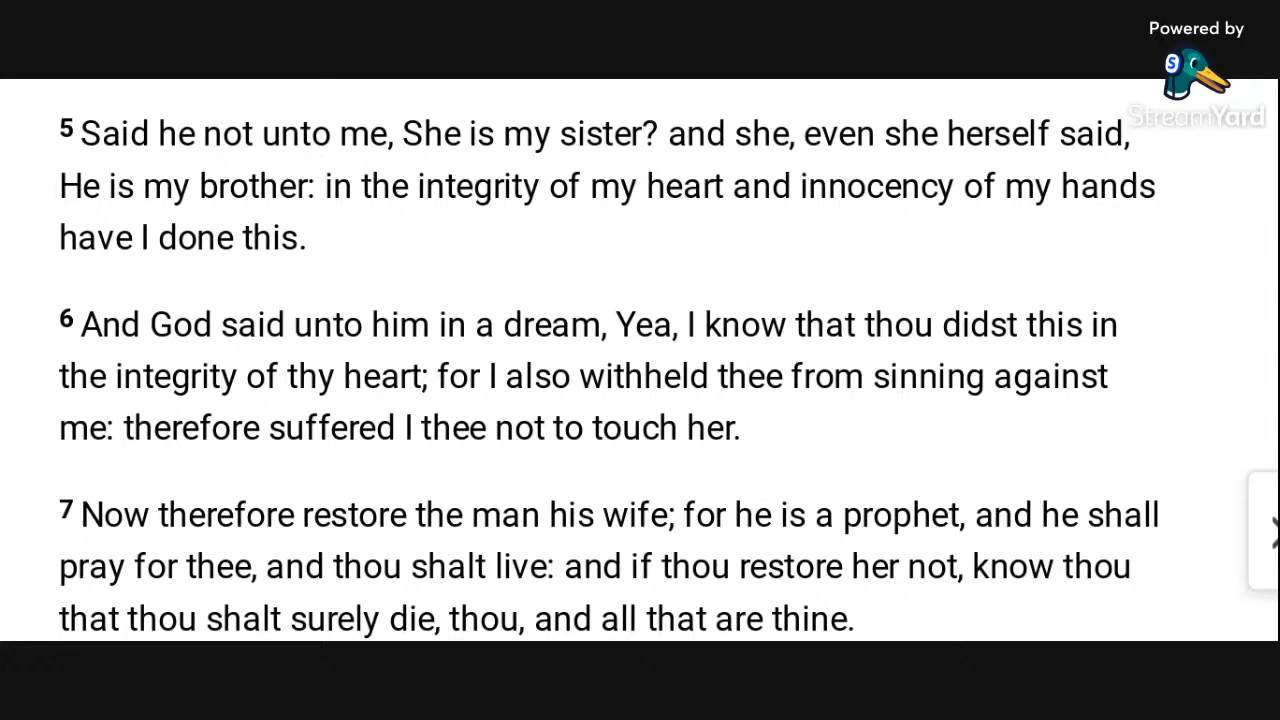 Powered by
S
StreamYard
5 Said he not unto me, She is my sister? and she, even she herself said,
He is my brother: in the integrity of my heart and innocency of my hands
have I done this.
6 And God said unto him in a dream, Yea, I know that thou didst this in
the integrity of thy heart; for I also withheld thee from sinning against
me: therefore suffered I thee not to touch her.
7 Now therefore restore the man his wife; for he is a prophet, and he shall
pray for thee, and thou shalt live: and if thou restore her not, know thou
that thou shalt surely die, thou, and all that are thine.